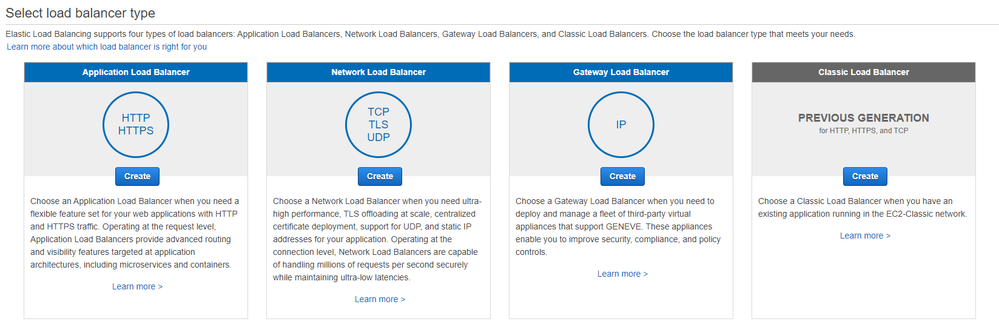 Select load balancer type
Elastic Load Balancing supports four types of load balancers: Application Load Balancers, Network Load Balancers, Gateway Load Balancers, and Classic Load Balancers. Choose the load balancer type that meets your needs.
Learn more about which load balancer is right for you
Application Load Balancer
HTTP
HTTPS
Create
Choose an Application Load Balancer when you need a
flexible feature set for your web applications with HTTP
and HTTPS traffic. Operating at the request level,
Application Load Balancers provide advanced routing
and visibility features targeted at application
architectures, including microservices and containers.
Learn more >
Network Load Balancer
TCP
TLS
UDP
Create
Choose a Network Load Balancer when you need ultra-
high performance, TLS offloading at scale, centralized
certificate deployment, support for UDP, and static IP
addresses for your application. Operating at the
connection level, Network Load Balancers are capable
of handling millions of requests per second securely
while maintaining ultra-low latencies.
Learn more >
Gateway Load Balancer
IP
Create
Choose a Gateway Load Balancer when you need to
deploy and manage a fleet of third-party virtual
appliances that support GENEVE. These appliances
enable you to improve security, compliance, and policy
controls.
Learn more >
Classic Load Balancer
PREVIOUS GENERATION
for HTTP, HTTPS, and TCP
Create
Choose a Classic Load Balancer when you have an
existing application running in the EC2-Classic network.
Learn more >